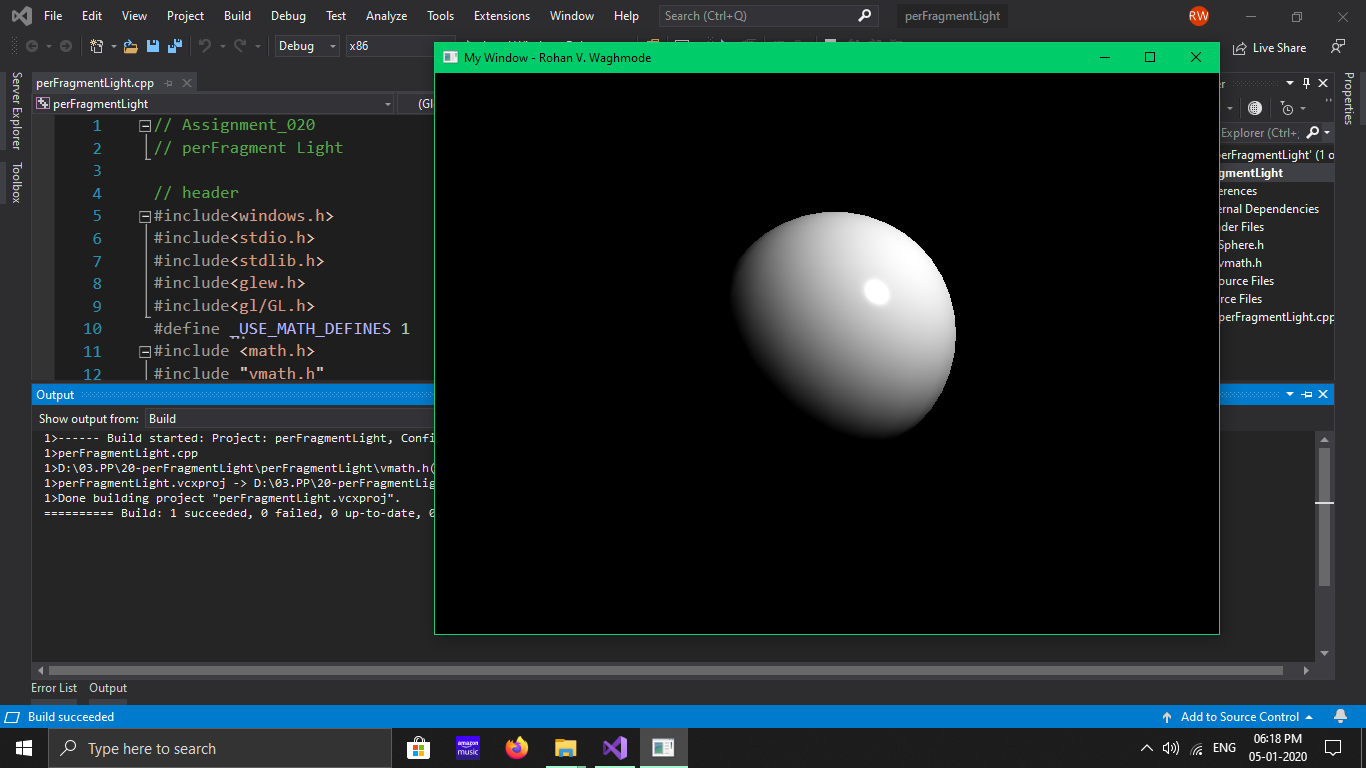 File Edit View Project Build Debug Test Analyze Tools Extensions Window Help Search (Ctrl+Q) perFragmentLight RW
Debug x86 Live Share
My Window - Rohan V. Waghmode
Server Explorer
Toolbox
perFragmentLight.cpp
perFragmentLight (Gl
1 // Assignment_020
2 // perFragment Light
3
4 // header
5 #include<windows.h>
6 #include<stdio.h>
7 #include<stdlib.h>
8 #include<glew.h>
9 #include<gl/GL.h>
10 #define _USE_MATH_DEFINES 1
11 #include <math.h>
12 #include "vmath.h"
er
Explorer (Ctrl+;
erFragmentLight' (1 o
gmentLight
erences
ernal Dependencies
der Files
Sphere.h
vmath.h
ource Files
rce Files
perFragmentLight.cpp
Properties
Output
Show output from: Build
1>------ Build started: Project: perFragmentLight, Confi
1>perFragmentLight.cpp
1>D:\03.PP\20-perFragmentLight\perFragmentLight\vmath.h(
1>perFragmentLight.vcxproj -> D:\03.PP\20-perFragmentLig
1>Done building project "perFragmentLight.vcxproj".
========== Build: 1 succeeded, 0 failed, 0 up-to-date, 0
Error List Output
Build succeeded Add to Source Control
Type here to search amazon music ENG 06:18 PM
05-01-2020